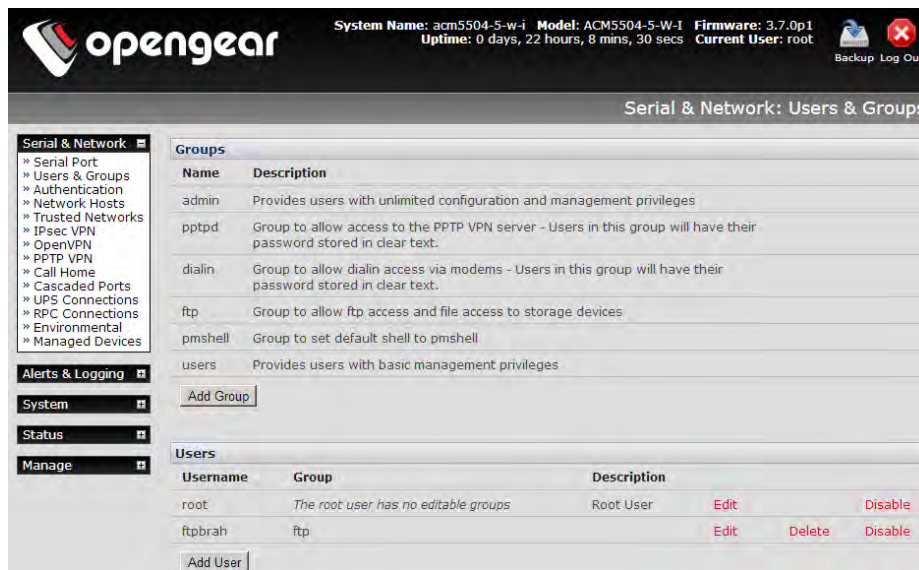 opengear
System Name: acm5504-5-w-i Model: ACM5504-5-W-I Firmware: 3.7.0p1
Uptime: 0 days, 22 hours, 8 mins, 30 secs Current User: root
Backup Log Ou
Serial & Network: Users & Groups
Serial & Network
» Serial Port
» Users & Groups
» Authentication
» Network Hosts
» Trusted Networks
» IPsec VPN
» OpenVPN
» PPTP VPN
» Call Home
» Cascaded Ports
» UPS Connections
» RPC Connections
» Environmental
» Managed Devices
Alerts & Logging
System
Status
Manage
Groups
Name Description
admin Provides users with unlimited configuration and management privileges
pptpd Group to allow access to the PPTP VPN server - Users in this group will have their
password stored in clear text.
dialin Group to allow dialin access via modems - Users in this group will have their
password stored in clear text.
ftp Group to allow ftp access and file access to storage devices
pmshell Group to set default shell to pmshell
users Provides users with basic management privileges
Add Group
Users
Username Group Description
root The root user has no editable groups Root User Edit Disable
ftpbrah ftp Edit Delete Disable
Add User